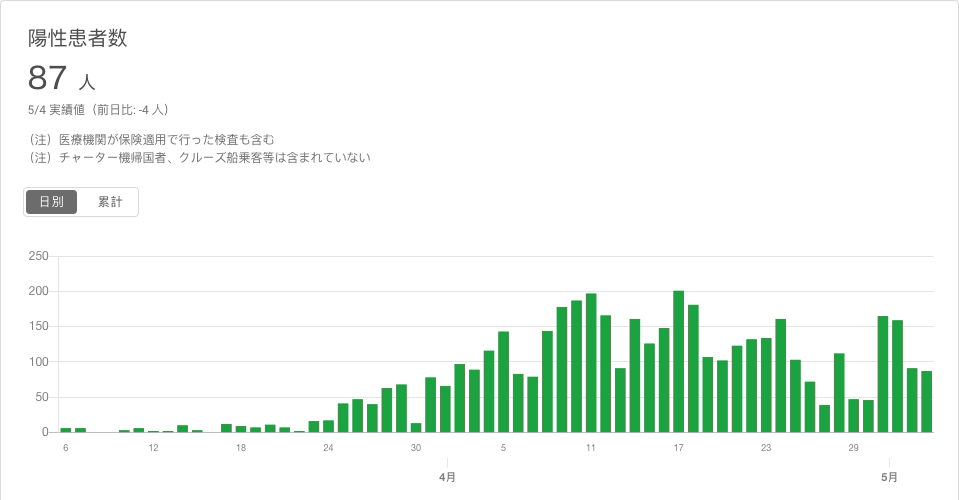 陽性患者数
87 人
5/4 実績値（前日比: -4 人）
（注）医療機関が保険適用で行った検査も含む
（注）チャーター機帰国者、クルーズ船乗客等は含まれていない
日別 累計
250
200
150
100
50
0
6 12 18 24 30 5 11 17 23 29
4月 5月